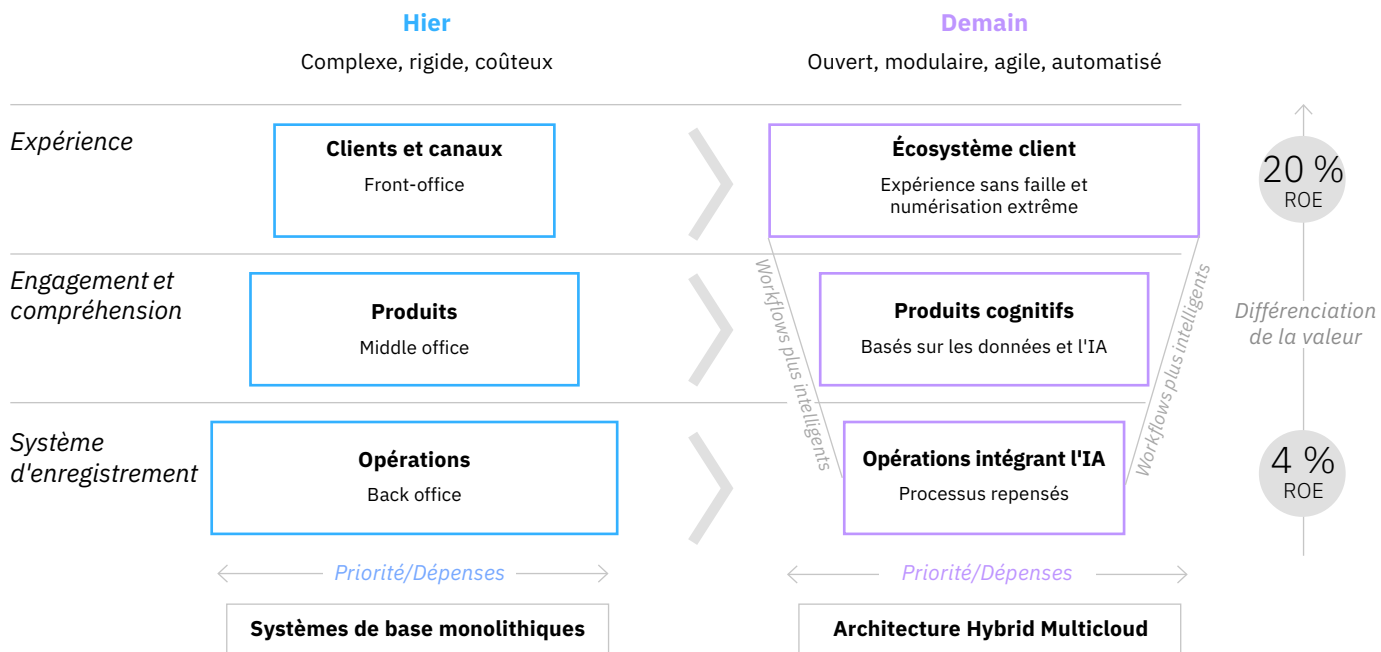 Hier
Demain
Complexe, rigide, coûteux
Ouvert, modulaire, agile, automatisé
Expérience
Clients et canaux
Front-office
Écosystème client
Expérience sans faille et
numérisation extrême
20 %
ROE
Engagement et
compréhension
Produits
Middle office
Workflows plus intelligents
Produits cognitifs
Basés sur les données et l'IA
Workflows plus intelligents
Différenciation
de la valeur
Système
d'enregistrement
Opérations
Back office
Opérations intégrant l'IA
Processus repensés
4 %
ROE
Priorité/Dépenses
Priorité/Dépenses
Systèmes de base monolithiques
Architecture Hybrid Multicloud